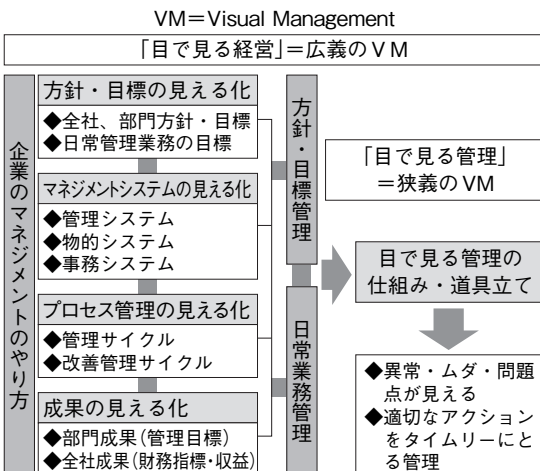 VM＝Visual Management
「目で見る経営」＝広義のVM
企業のマネジメントのやり方
方針・目標の見える化
◆全社、部門方針・目標
◆日常管理業務の目標
マネジメントシステムの見える化
◆管理システム
◆物的システム
◆事務システム
プロセス管理の見える化
◆管理サイクル
◆改善管理サイクル
成果の見える化
◆部門成果（管理目標）
◆全社成果（財務指標・収益）
方針・目標管理
日常業務管理
「目で見る管理」
＝狭義のVM
目で見る管理の
仕組み・道具立て
◆異常・ムダ・問題
点が見える
◆適切なアクション
をタイムリーにと
る管理